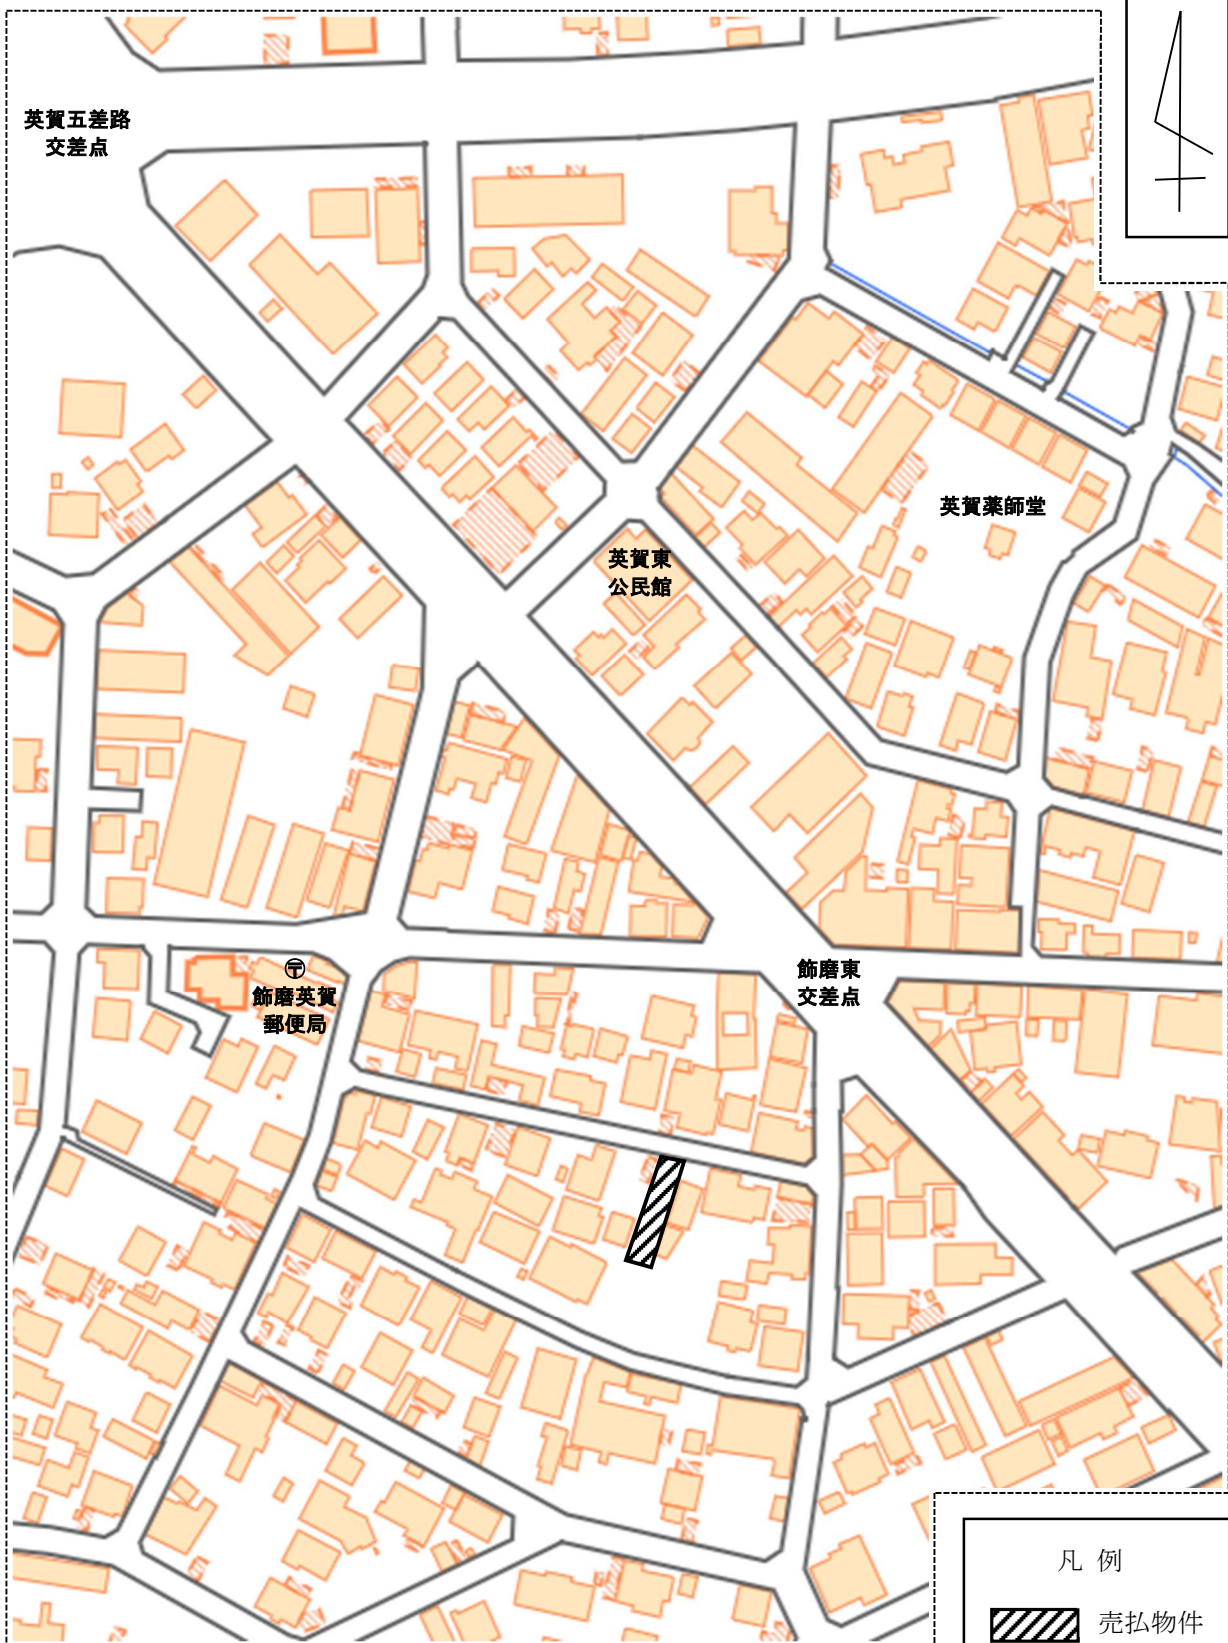 英賀五差路
交差点
英賀薬師堂
英賀東
公民館
〒
飾磨英賀
郵便局
飾磨東
交差点
凡 例
売払物件